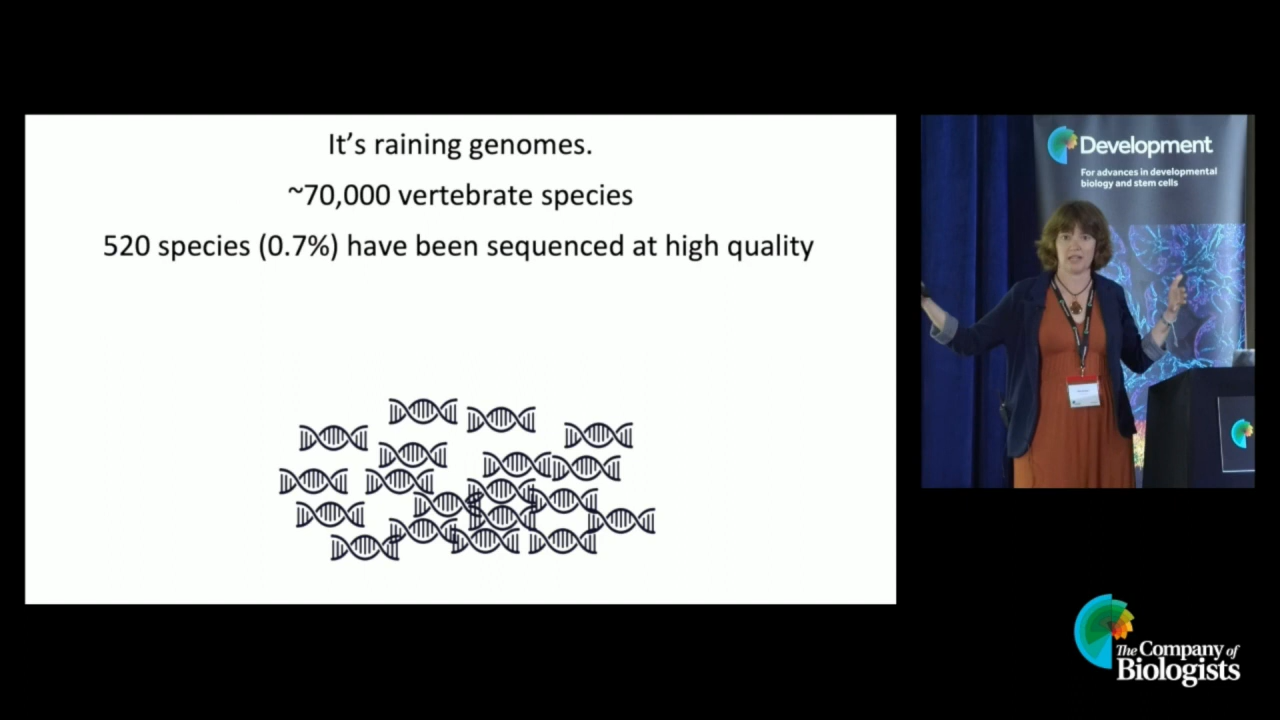 It's raining genomes.
~70,000 vertebrate species
520 species (0.7%) have been sequenced at high quality
Development
For advances in developmental
biology and stem cells
The Company of
Biologists